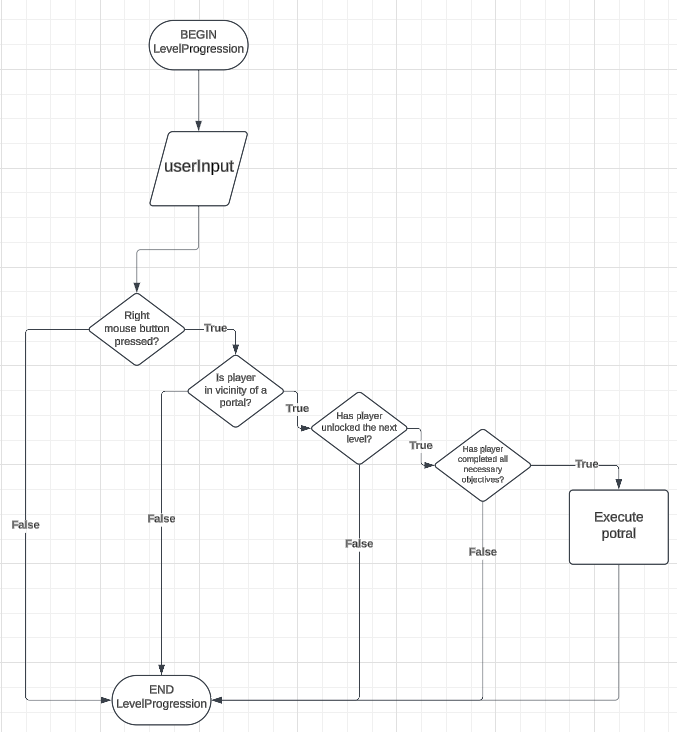 BEGIN
LevelProgression
userInput
Right
mouse button
pressed?
True
Is player
in vicinity of a
portal?
True
Has player
unlocked the next
level?
True
Has player
completed all
necessary
objectives?
True
Execute
potral
False
False
False
False
END
LevelProgression